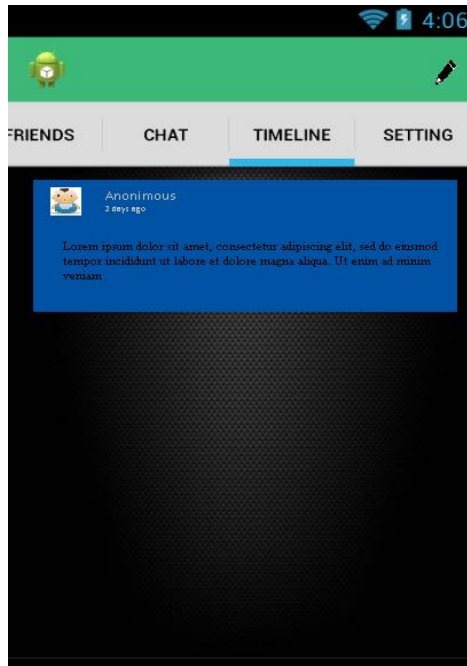 4:06
FRIENDS CHAT TIMELINE SETTING
Anonimous
2 days ago
Lorem ipsum dolor sit amet, consectetur adipiscing elit, sed do eiusmod
tempor incididunt ut labore et dolore magna aliqua. Ut enim ad minim
veniam